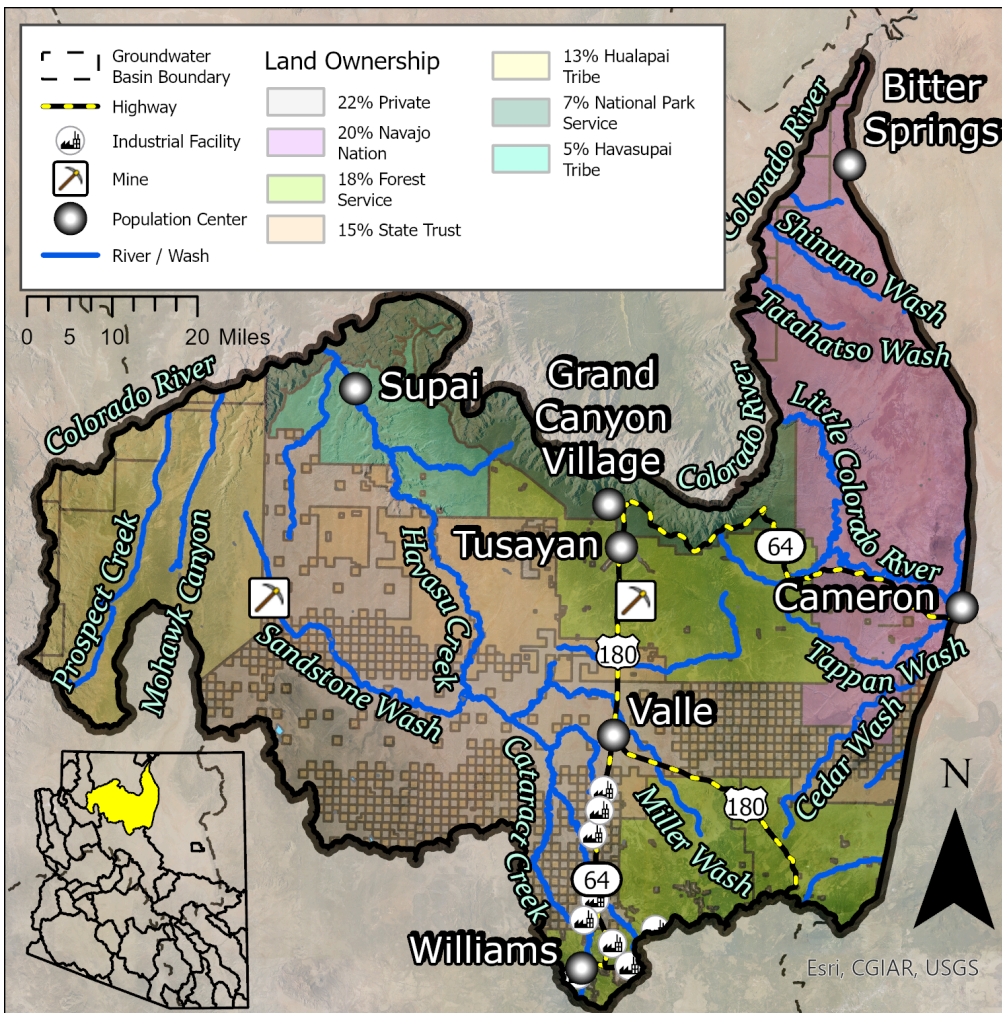 Groundwater
Basin Boundary
Highway
Industrial Facility
Mine
Population Center
River / Wash
Land Ownership
22% Private
20% Navajo
Nation
18% Forest
Service
15% State Trust
13% Hualapai
Tribe
7% National Park
Service
5% Havasupai
Tribe
0 5 10 20 Miles
Bitter
Springs
Colorado River
Shinumo Wash
Tatahatso Wash
Colorado River
Supai
Grand
Canyon
Village
Colorado River
Little Colorado River
Tusayan
64
Cameron
Prospect Creek
Mohawk Canyon
Havasu Creek
Sandstone Wash
180
Tappan Wash
Valle
Cedar Wash
Cataract Creek
Miller Wash
180
64
Williams
N
Esri, CGIAR, USGS